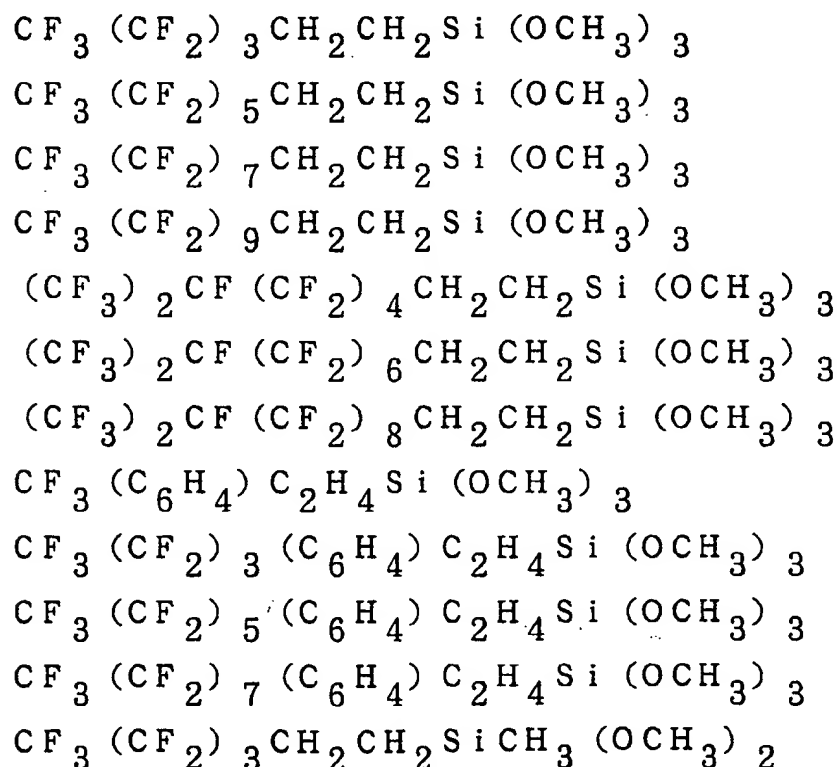 CF₃(CF₂)₃CH₂CH₂Si(OCH₃)₃
CF₃(CF₂)₅CH₂CH₂Si(OCH₃)₃
CF₃(CF₂)₇CH₂CH₂Si(OCH₃)₃
CF₃(CF₂)₉CH₂CH₂Si(OCH₃)₃
(CF₃)₂CF(CF₂)₄CH₂CH₂Si(OCH₃)₃
(CF₃)₂CF(CF₂)₆CH₂CH₂Si(OCH₃)₃
(CF₃)₂CF(CF₂)₈CH₂CH₂Si(OCH₃)₃
CF₃(C₆H₄)C₂H₄Si(OCH₃)₃
CF₃(CF₂)₃(C₆H₄)C₂H₄Si(OCH₃)₃
CF₃(CF₂)₅(C₆H₄)C₂H₄Si(OCH₃)₃
CF₃(CF₂)₇(C₆H₄)C₂H₄Si(OCH₃)₃
CF₃(CF₂)₃CH₂CH₂SiCH₃(OCH₃)₂